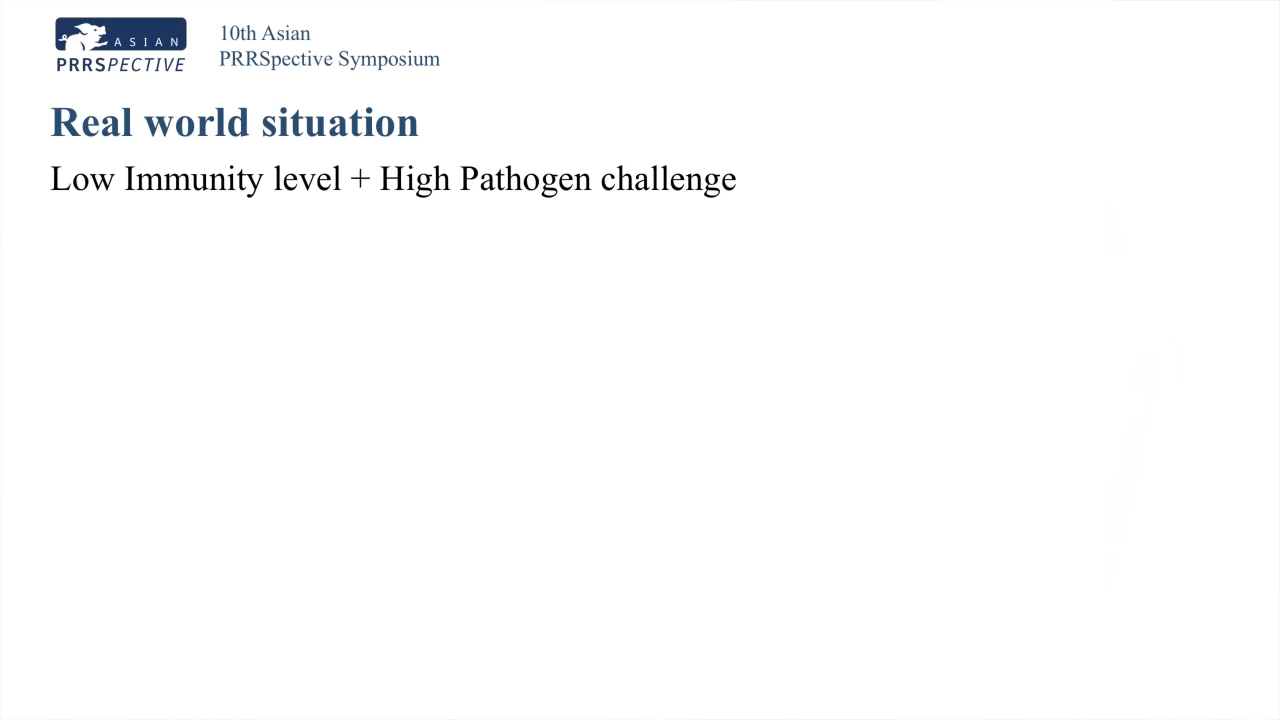 ASIAN
PRRSPECTIVE
10th Asian
PRRSpective Symposium
Real world situation
Low Immunity level + High Pathogen challenge